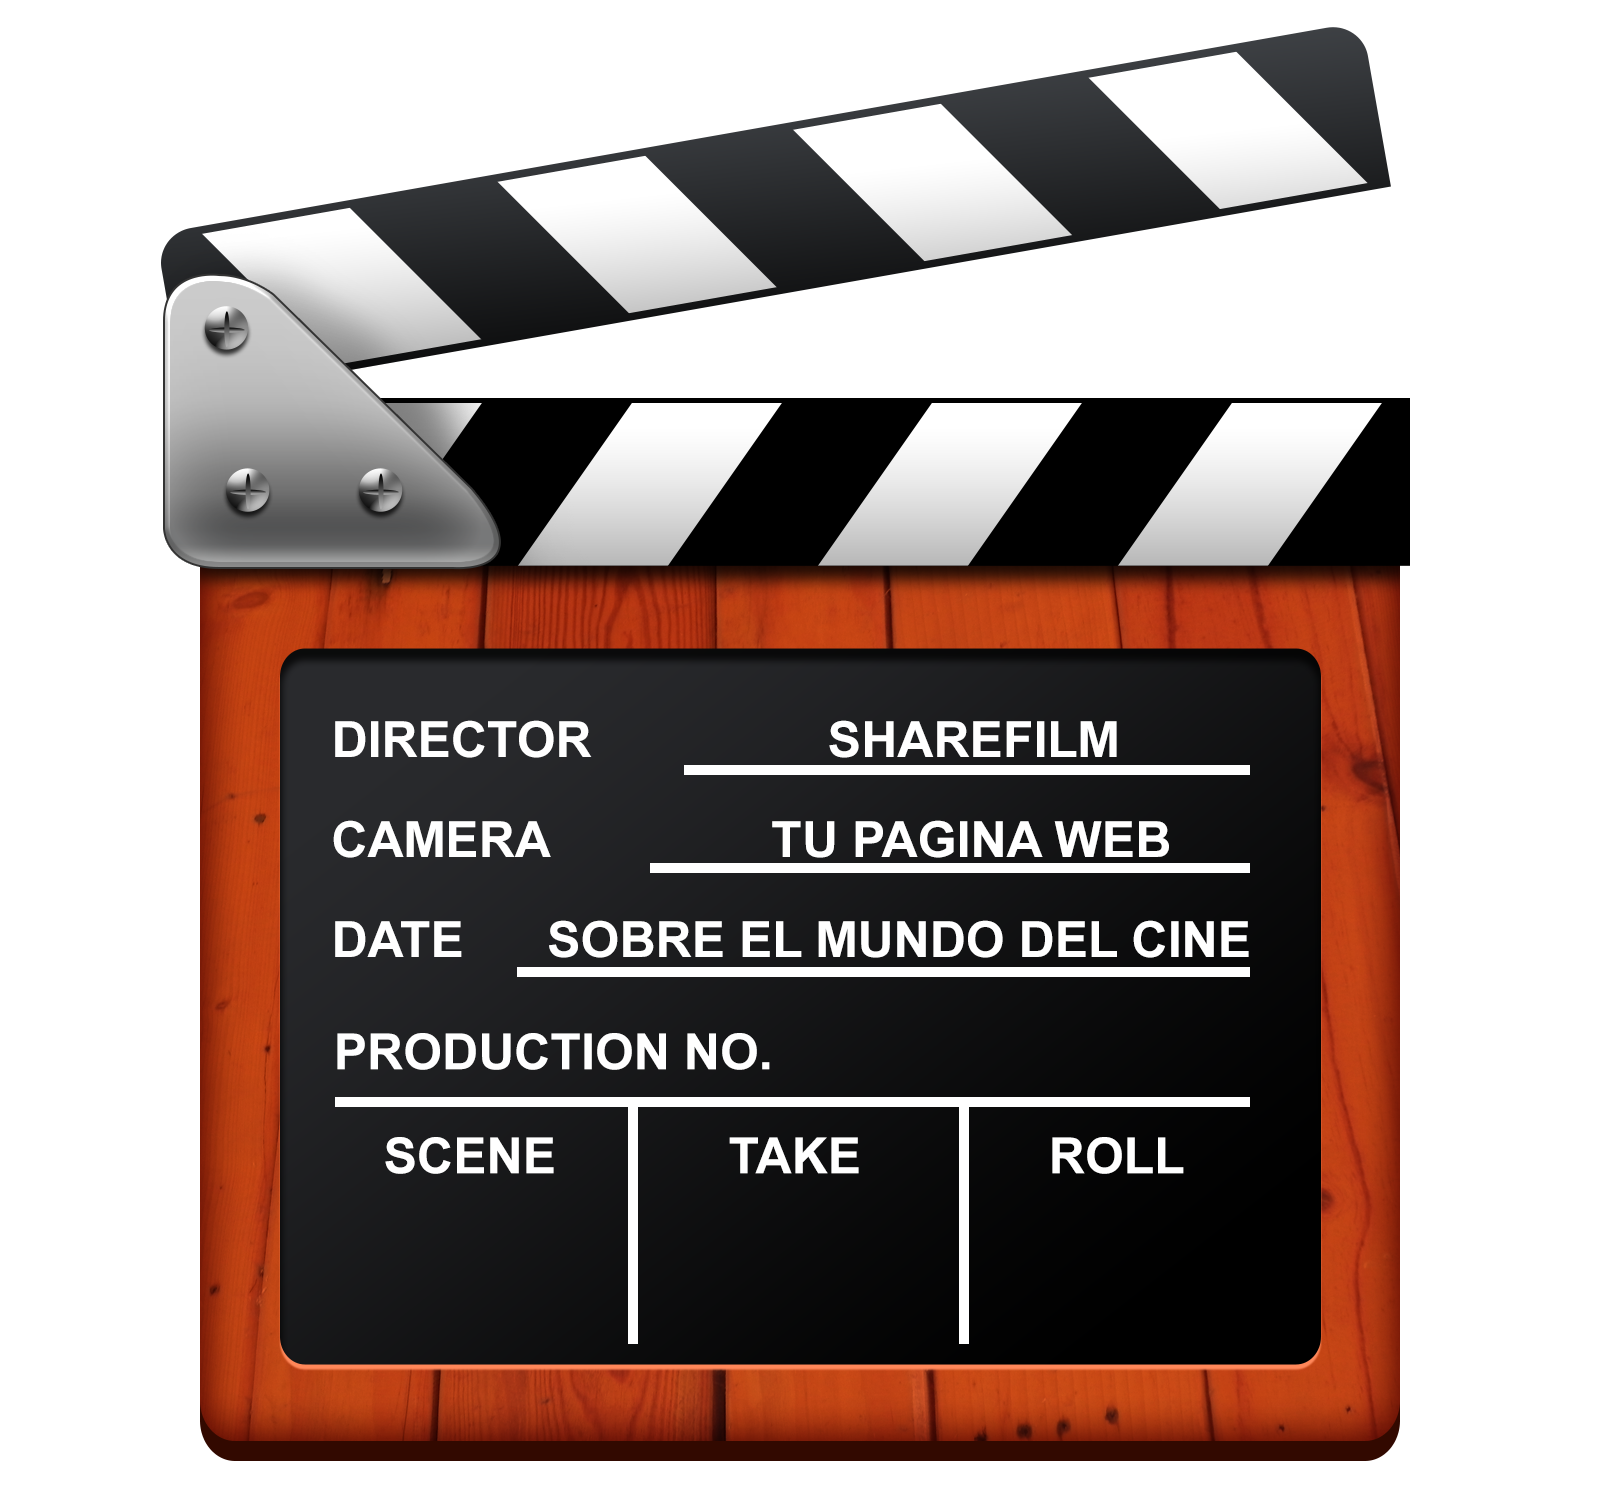 DIRECTOR SHAREFILM
CAMERA TU PAGINA WEB
DATE SOBRE EL MUNDO DEL CINE
PRODUCTION NO.
SCENE TAKE ROLL